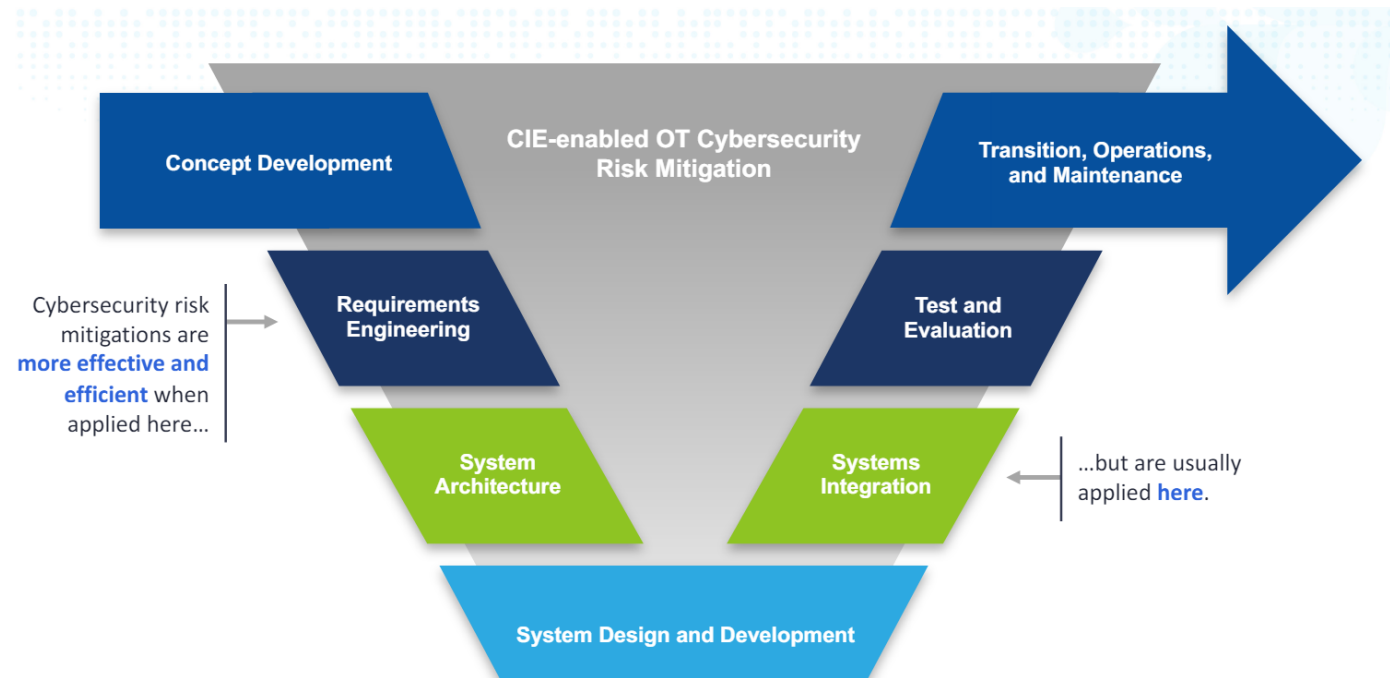 CIE-enabled OT Cybersecurity
Risk Mitigation
Concept Development
Transition, Operations,
and Maintenance
Requirements
Engineering
Test and
Evaluation
Cybersecurity risk
mitigations are
more effective and
efficient when
applied here…
System
Architecture
Systems
Integration
…but are usually
applied here.
System Design and Development